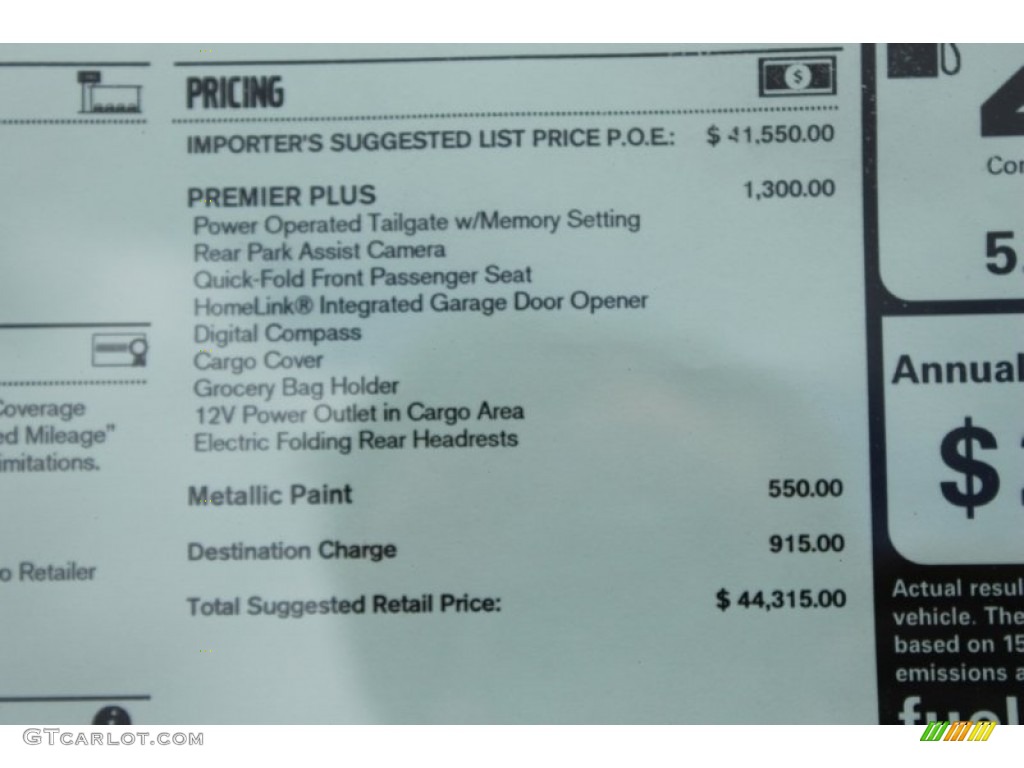 PRICING
$
IMPORTER'S SUGGESTED LIST PRICE P.O.E.: $ 41,550.00
PREMIER PLUS 1,300.00
Power Operated Tailgate w/Memory Setting
Rear Park Assist Camera
Quick-Fold Front Passenger Seat
HomeLink® Integrated Garage Door Opener
Digital Compass
Cargo Cover
Grocery Bag Holder
12V Power Outlet in Cargo Area
Electric Folding Rear Headrests
Metallic Paint 550.00
Destination Charge 915.00
Total Suggested Retail Price: $ 44,315.00
Coverage
ed Mileage"
imitations.
o Retailer
5.
Annual
$
Actual resul
vehicle. The
based on 15
emissions a
fuel
GTCARLOT.COM